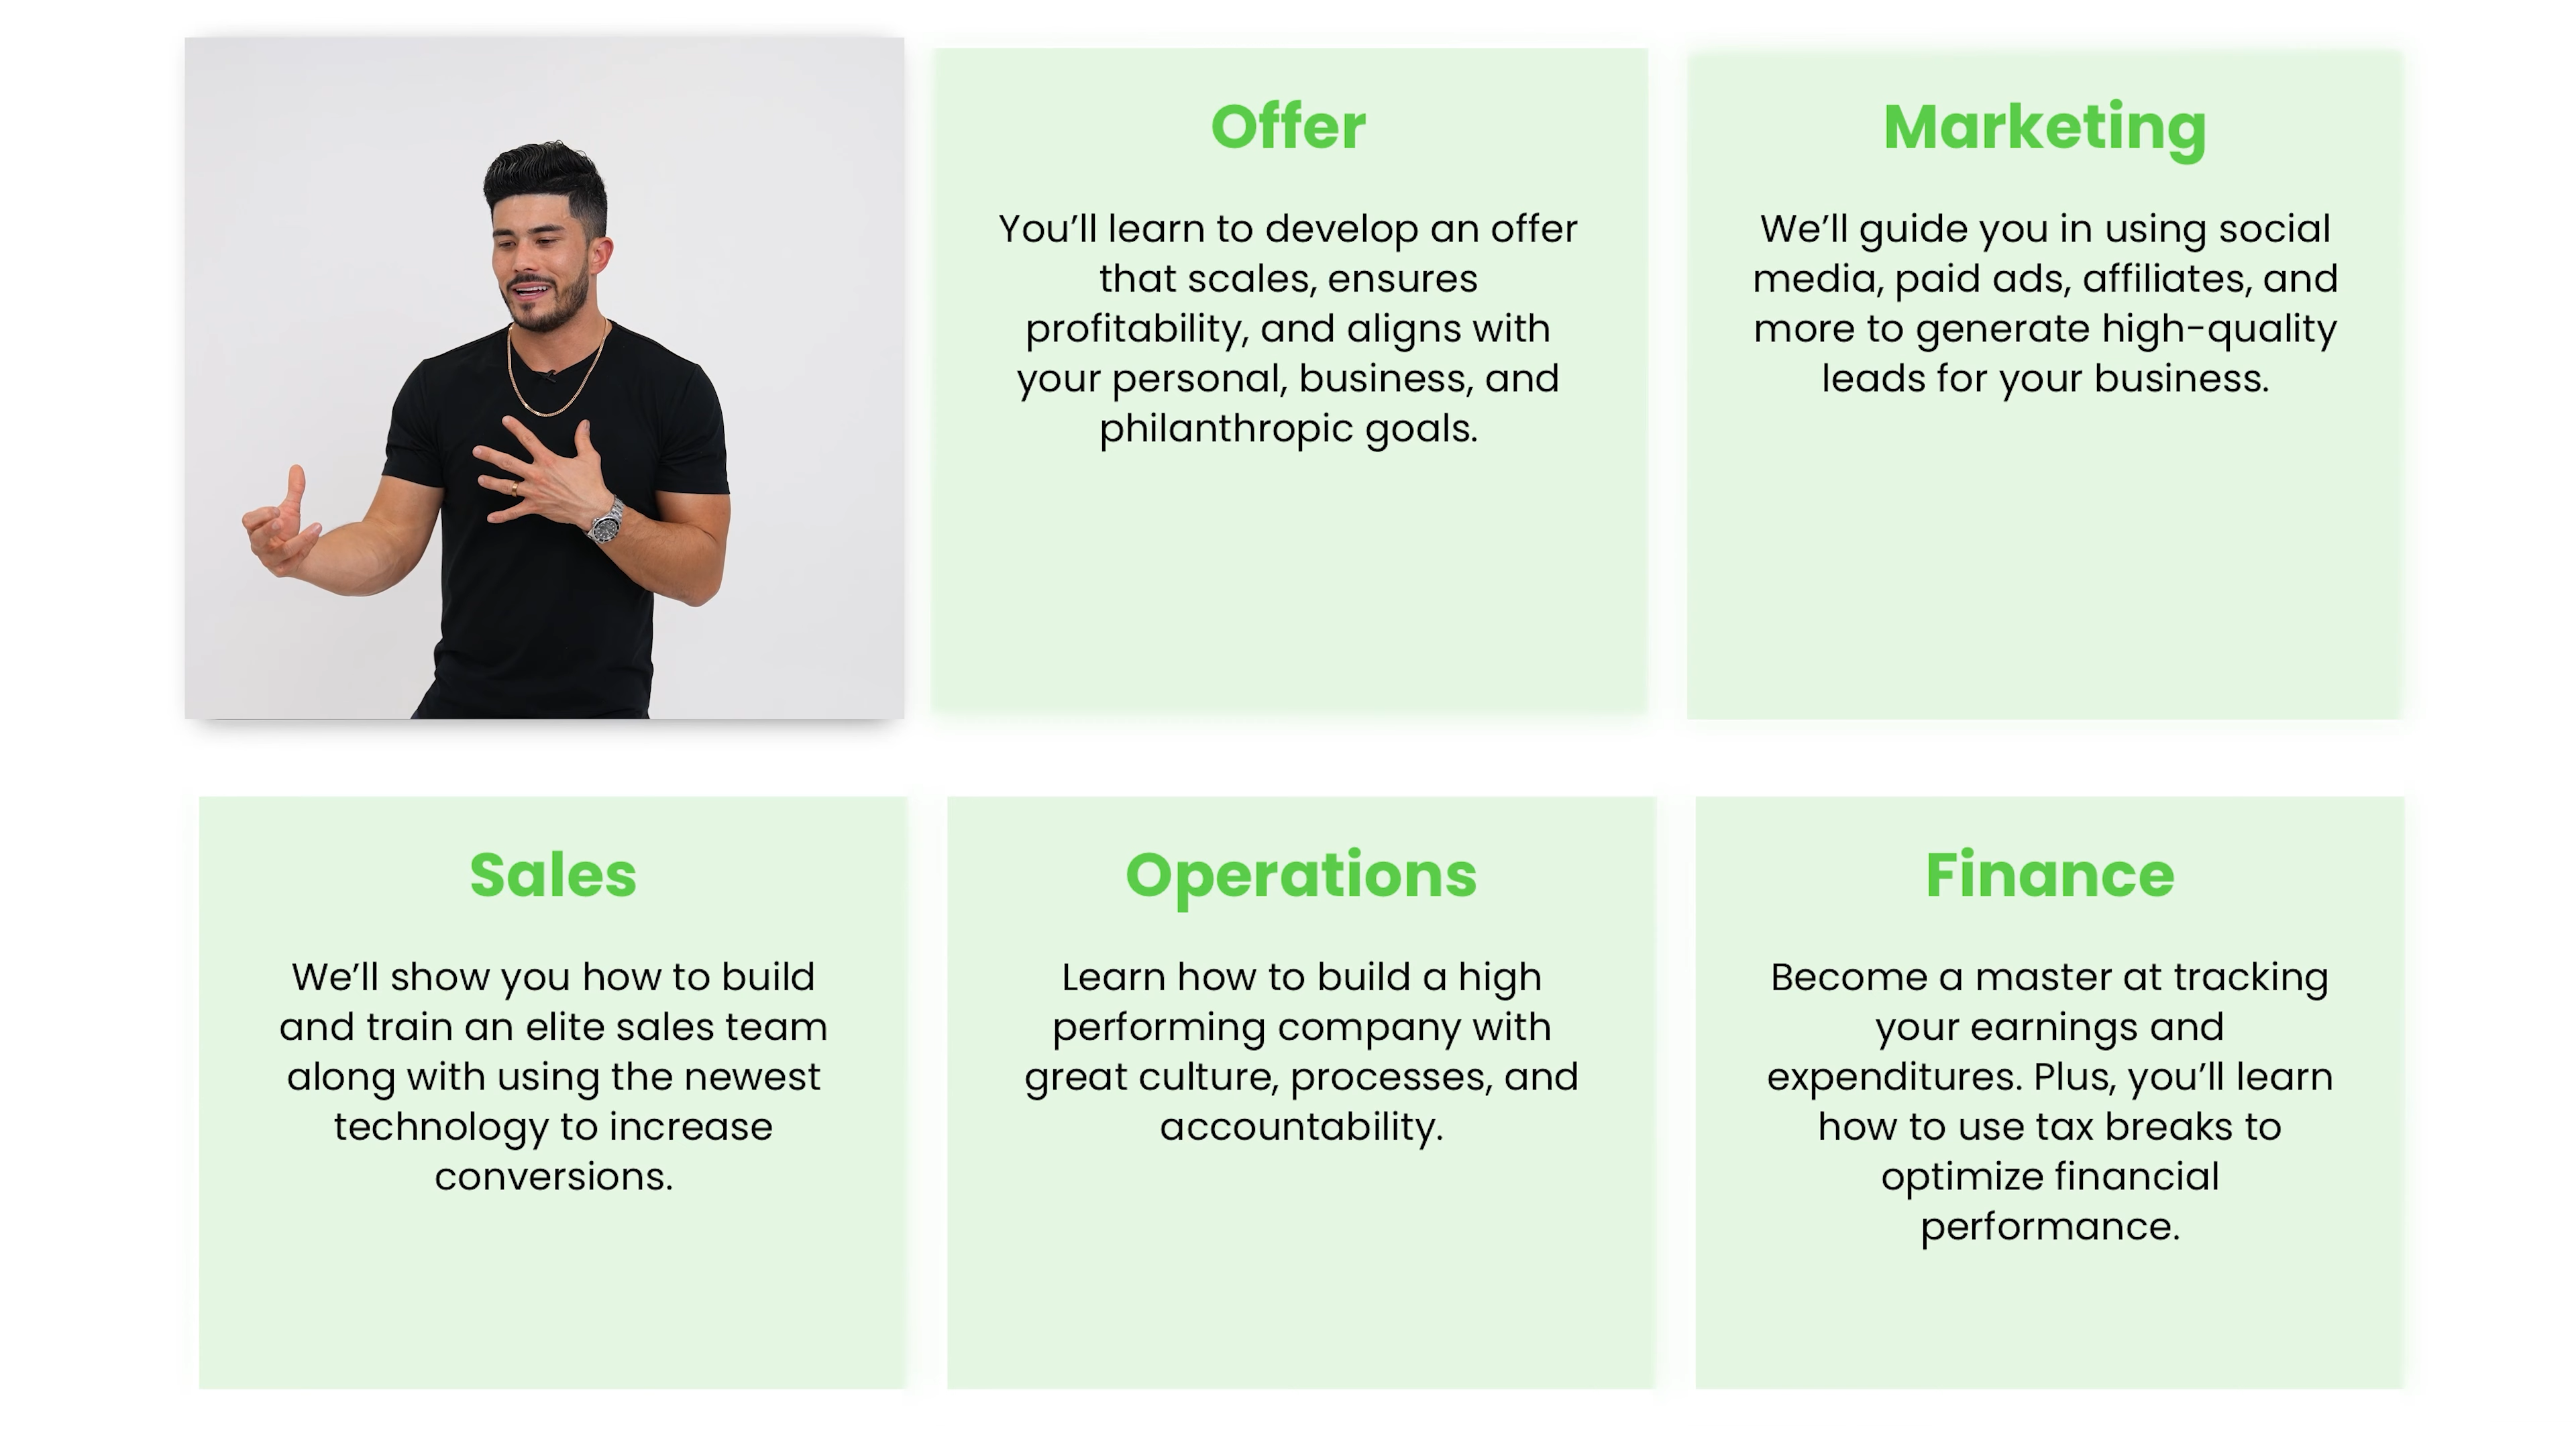 Offer
You’ll learn to develop an offer
that scales, ensures
profitability, and aligns with
your personal, business, and
philanthropic goals.
Marketing
We’ll guide you in using social
media, paid ads, affiliates, and
more to generate high-quality
leads for your business.
Sales
We’ll show you how to build
and train an elite sales team
along with using the newest
technology to increase
conversions.
Operations
Learn how to build a high
performing company with
great culture, processes, and
accountability.
Finance
Become a master at tracking
your earnings and
expenditures. Plus, you’ll learn
how to use tax breaks to
optimize financial
performance.